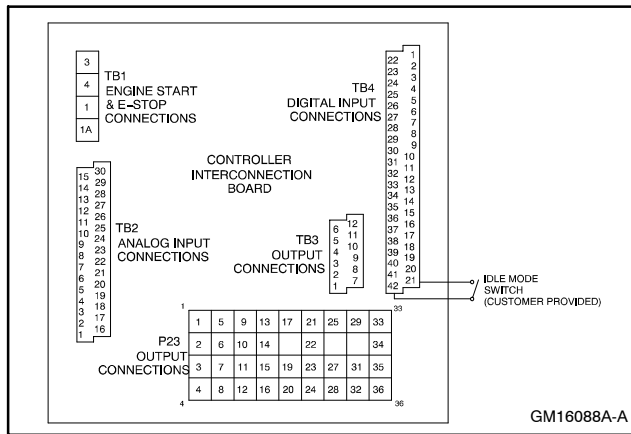 3
4
1
1A
TB1
ENGINE START
& E-STOP
CONNECTIONS
TB4
DIGITAL INPUT
CONNECTIONS
22 1
23 2
24 3
25 4
26 5
27 6
28 7
29 8
30 9
31 10
32 11
33 12
34 13
35 14
36 15
37 16
38 17
39 18
40 19
41 20
42 21
CONTROLLER
INTERCONNECTION
BOARD
15 30
14 29
13 28
12 27
11 26
10 25
9 24
8 23
7 22
6 21
5 20
4 19
3 18
2 17
1 16
TB2
ANALOG INPUT
CONNECTIONS
TB3
OUTPUT
CONNECTIONS
6 12
5 11
4 10
3 9
2 8
1 7
IDLE MODE
SWITCH
(CUSTOMER PROVIDED)
P23
OUTPUT
CONNECTIONS
1 33
1 5 9 13 17 21 25 29 33
2 6 10 14 22 34
3 7 11 15 19 23 27 31 35
4 8 12 16 20 24 28 32 36
4 36
GM16088A-A